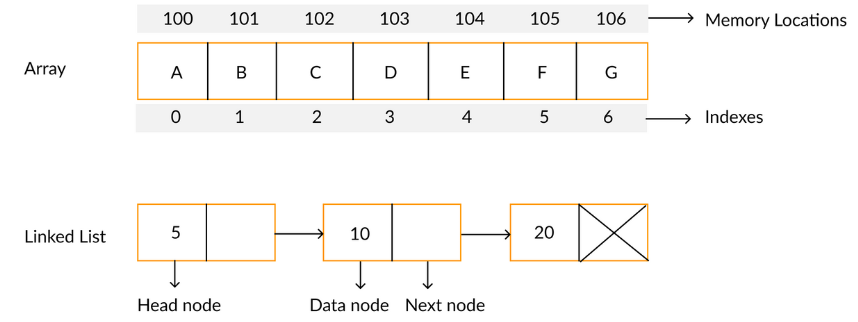 100 101 102 103 104 105 106 Memory Locations
Array A B C D E F G
0 1 2 3 4 5 6 Indexes
Linked List 5 10 20
Head node Data node Next node